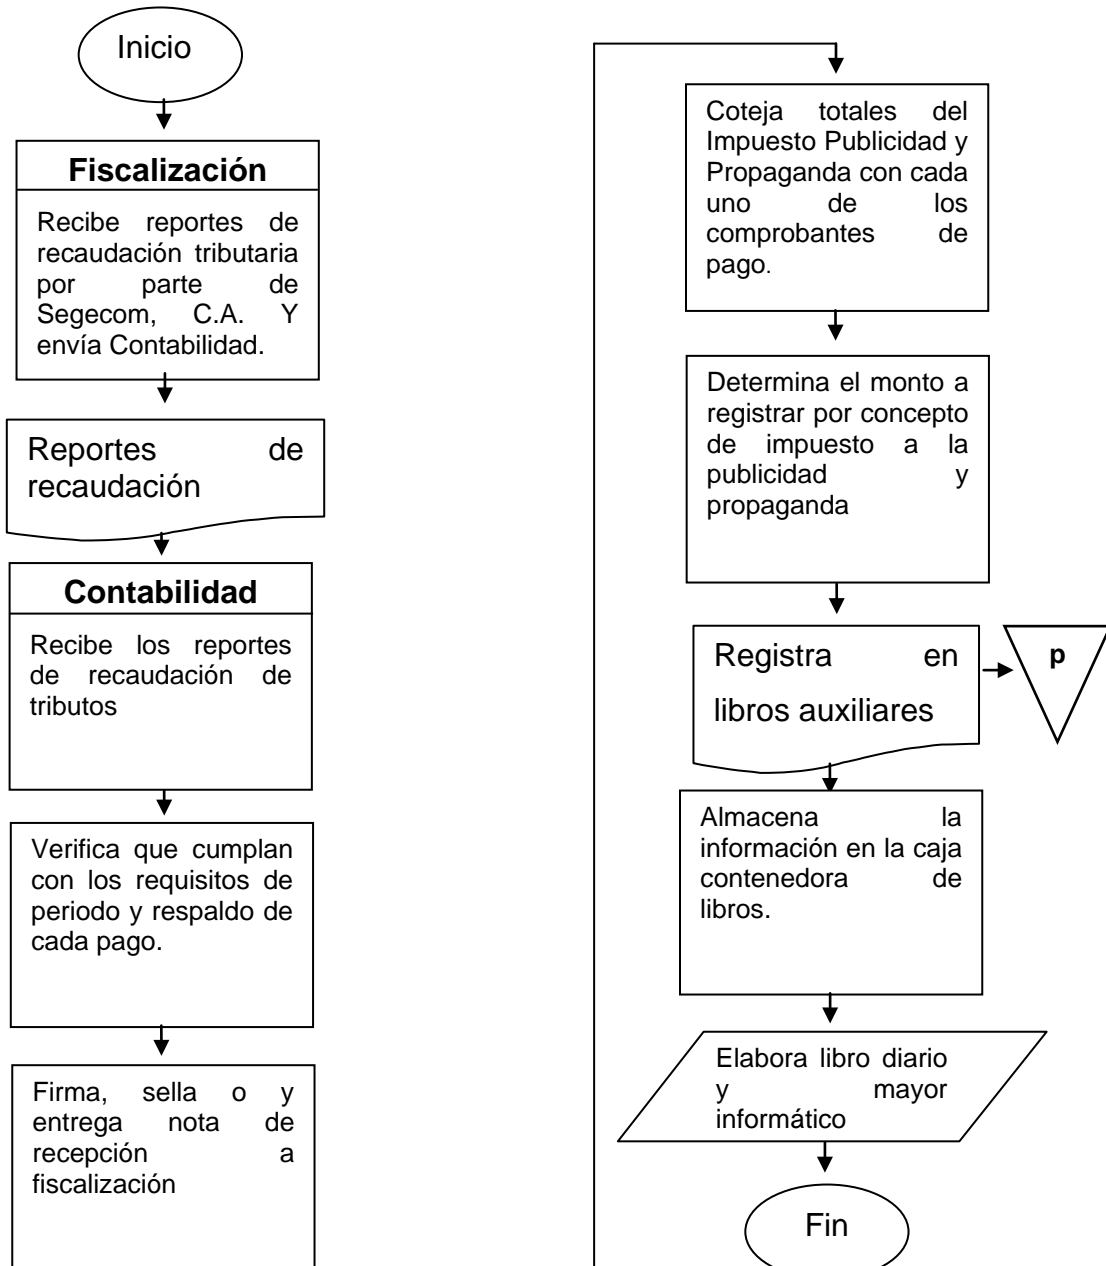 Inicio
Fiscalización
Recibe reportes de
recaudación tributaria
por parte de
Segecom, C.A. Y
envía Contabilidad.
Reportes de
recaudación
Contabilidad
Recibe los reportes
de recaudación de
tributos
Verifica que cumplan
con los requisitos de
periodo y respaldo de
cada pago.
Firma, sella o y
entrega nota de
recepción a
fiscalización
Coteja totales del
Impuesto Publicidad y
Propaganda con cada
uno de los
comprobantes de
pago.
Determina el monto a
registrar por concepto
de impuesto a la
publicidad y
propaganda
Registra en
libros auxiliares
p
Almacena la
información en la caja
contenedora de
libros.
Elabora libro diario
y mayor
informático
Fin